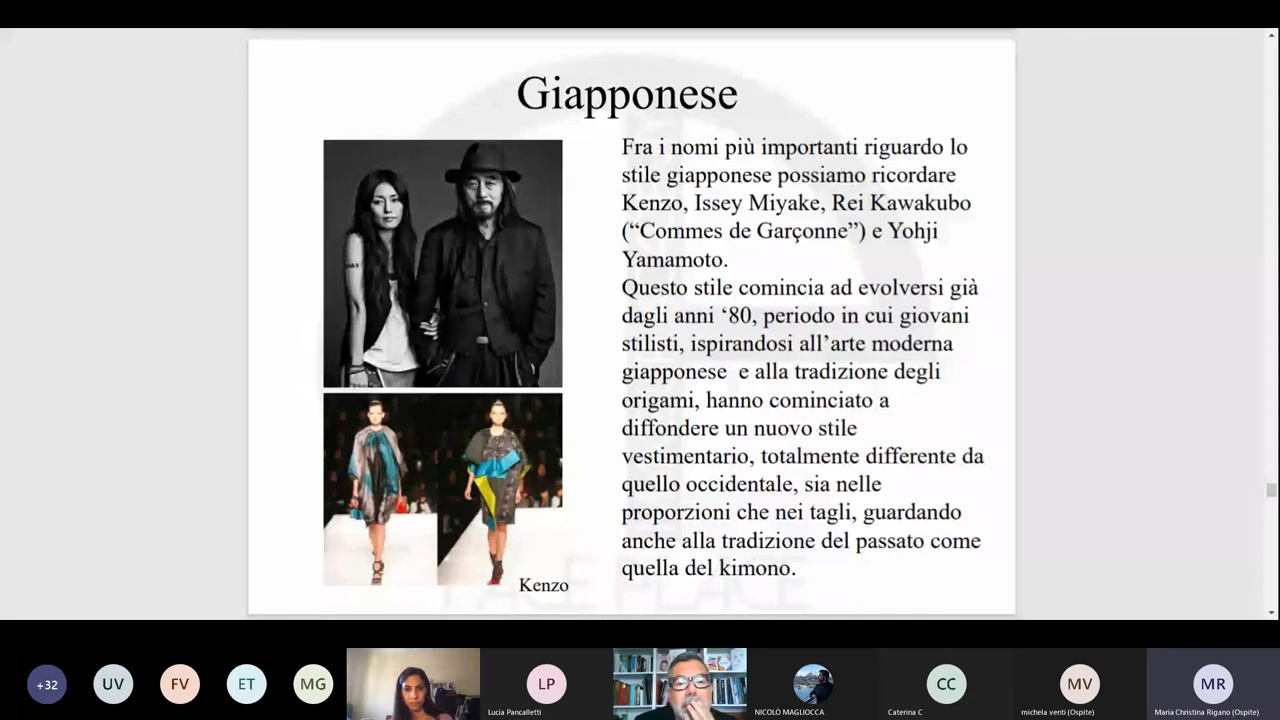 Giapponese
Fra i nomi più importanti riguardo lo
stile giapponese possiamo ricordare
Kenzo, Issey Miyake, Rei Kawakubo
(“Commes de Garçonne”) e Yohji
Yamamoto.
Questo stile comincia ad evolversi già
dagli anni ‘80, periodo in cui giovani
stilisti, ispirandosi all’arte moderna
giapponese e alla tradizione degli
origami, hanno cominciato a
diffondere un nuovo stile
vestimentario, totalmente differente da
quello occidentale, sia nelle
proporzioni che nei tagli, guardando
anche alla tradizione del passato come
quella del kimono.
Kenzo
+32
UV
FV
ET
MG
LP
Lucia Pancalletti
NICOLÒ MAGLIOCCA
CC
Caterina C
MV
michela venti (Ospite)
MR
Maria Christina Rigano (Ospite)